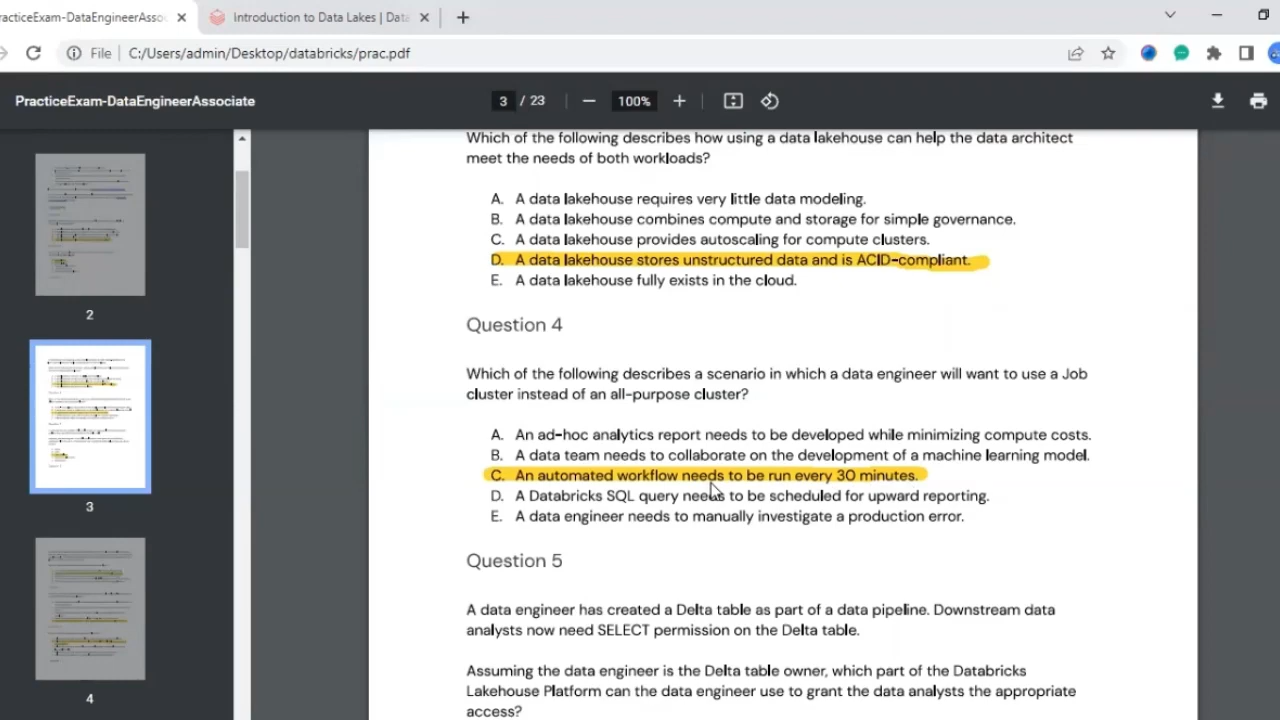 racticeExam-DataEngineerAsso
Introduction to Data Lakes | Data
File | C:/Users/admin/Desktop/databricks/prac.pdf
PracticeExam-DataEngineerAssociate
3 / 23
100%
Which of the following describes how using a data lakehouse can help the data architect
meet the needs of both workloads?
A. A data lakehouse requires very little data modeling.
B. A data lakehouse combines compute and storage for simple governance.
C. A data lakehouse provides autoscaling for compute clusters.
D. A data lakehouse stores unstructured data and is ACID-compliant.
E. A data lakehouse fully exists in the cloud.
Question 4
Which of the following describes a scenario in which a data engineer will want to use a Job
cluster instead of an all-purpose cluster?
A. An ad-hoc analytics report needs to be developed while minimizing compute costs.
B. A data team needs to collaborate on the development of a machine learning model.
C. An automated workflow needs to be run every 30 minutes.
D. A Databricks SQL query needs to be scheduled for upward reporting.
E. A data engineer needs to manually investigate a production error.
Question 5
A data engineer has created a Delta table as part of a data pipeline. Downstream data
analysts now need SELECT permission on the Delta table.
Assuming the data engineer is the Delta table owner, which part of the Databricks
Lakehouse Platform can the data engineer use to grant the data analysts the appropriate
access?
2
3
4